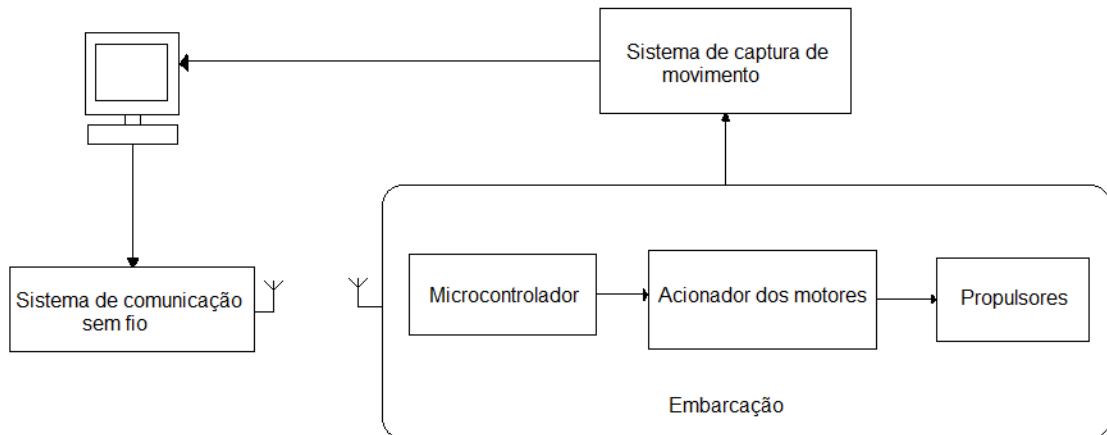 Sistema de captura de
movimento
Sistema de comunicação
sem fio
Microcontrolador
Acionador dos motores
Propulsores
Embarcação